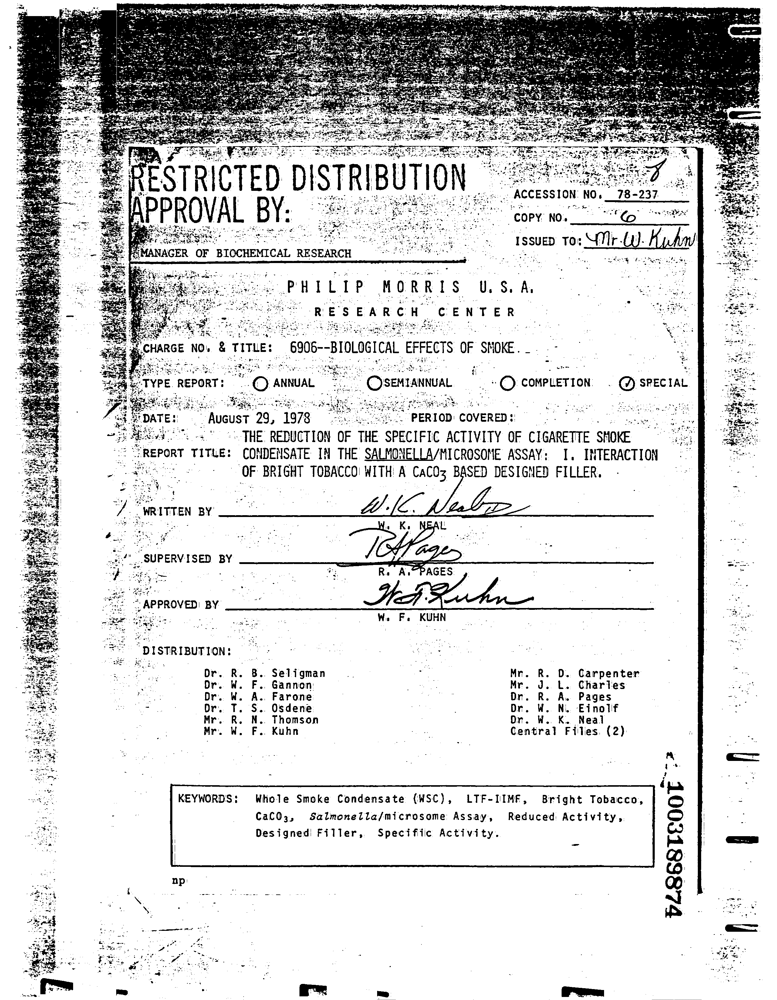 RESTRICTED DISTRIBUTION
APPROVAL BY:
MANAGER OF BIOCHEMICAL RESEARCH
ACCESSION NO. 78-237
COPY NO. 6
ISSUED TO: Mr. W. Kuhn
PHILIP MORRIS U.S.A.
RESEARCH CENTER
CHARGE NO. & TITLE: 6906--BIOLOGICAL EFFECTS OF SMOKE.
TYPE REPORT: ANNUAL SEMIANNUAL COMPLETION SPECIAL
DATE: AUGUST 29, 1978 PERIOD COVERED:
THE REDUCTION OF THE SPECIFIC ACTIVITY OF CIGARETTE SMOKE
REPORT TITLE: CONDENSATE IN THE SALMONELLA/MICROSOME ASSAY: I. INTERACTION
OF BRIGHT TOBACCO WITH A CACO3 BASED DESIGNED FILLER.
WRITTEN BY W.K. Neal
W. K. NEAL
SUPERVISED BY RAPages
R. A. PAGES
APPROVED BY W.F. Kuhn
W. F. KUHN
DISTRIBUTION:
Dr. R. B. Seligman
Dr. W. F. Gannon
Dr. W. A. Farone
Dr. T. S. Osdene
Mr. R. N. Thomson
Mr. W. F. Kuhn
Mr. R. D. Carpenter
Mr. J. L. Charles
Dr. R. A. Pages
Dr. W. N. Einolf
Dr. W. K. Neal
Central Files (2)
KEYWORDS: Whole Smoke Condensate (WSC), LTF-IIMF, Bright Tobacco,
CaCO3, Salmonella/microsome Assay, Reduced Activity,
Designed Filler, Specific Activity.
np
1003189874